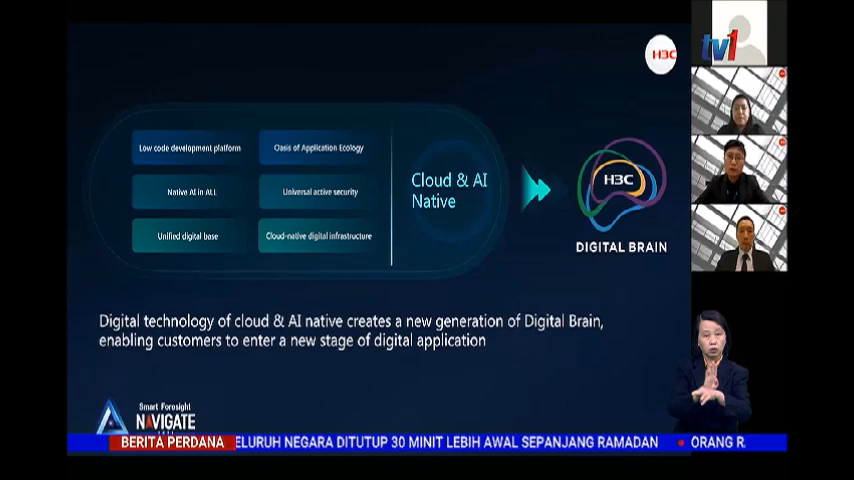 tv1
H3C
Low code development platform
Oasis of Application Ecology
Native AI in ALL
Universal active security
Unified digital base
Cloud-native digital infrastructure
Cloud & AI
Native
H3C
DIGITAL BRAIN
Digital technology of cloud & AI native creates a new generation of Digital Brain,
enabling customers to enter a new stage of digital application
Smart Foresight
NAVIGATE
BERITA PERDANA
ELURUH NEGARA DITUTUP 30 MINIT LEBIH AWAL SEPANJANG RAMADAN • ORANG R